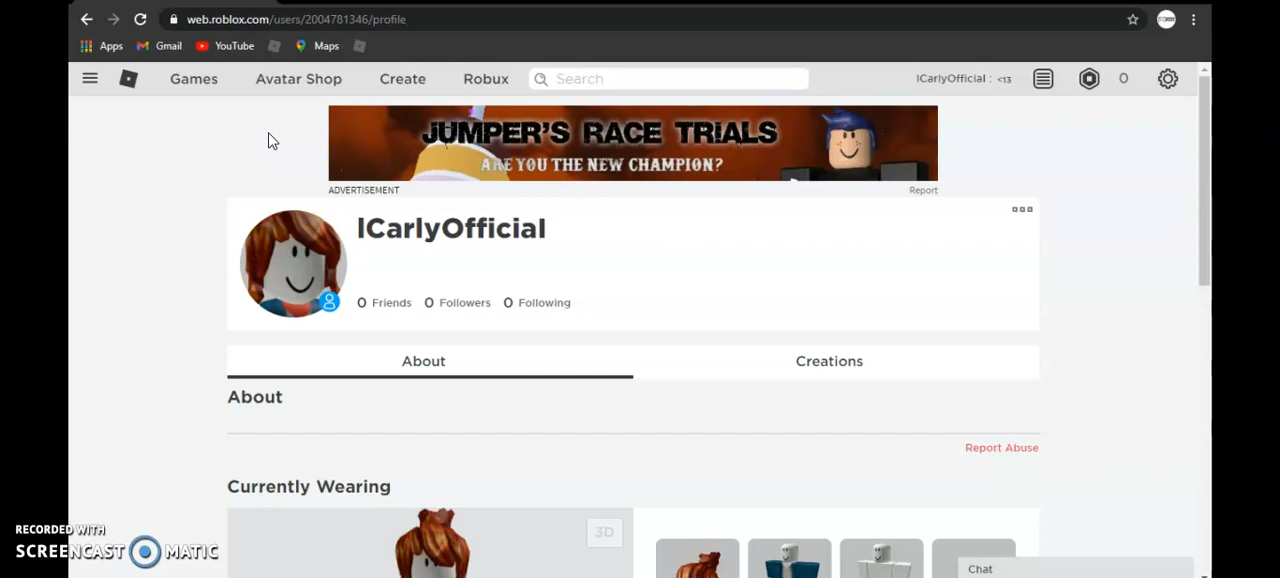 web.roblox.com/users/2004781346/profile
Apps Gmail YouTube Maps
Games Avatar Shop Create Robux Search lCarlyOfficial : <13 0
JUMPER'S RACE TRIALS
ARE YOU THE NEW CHAMPION?
ADVERTISEMENT Report
lCarlyOfficial
0 Friends 0 Followers 0 Following
About Creations
About
Report Abuse
Currently Wearing
3D
Chat
RECORDED WITH
SCREENCAST MATIC